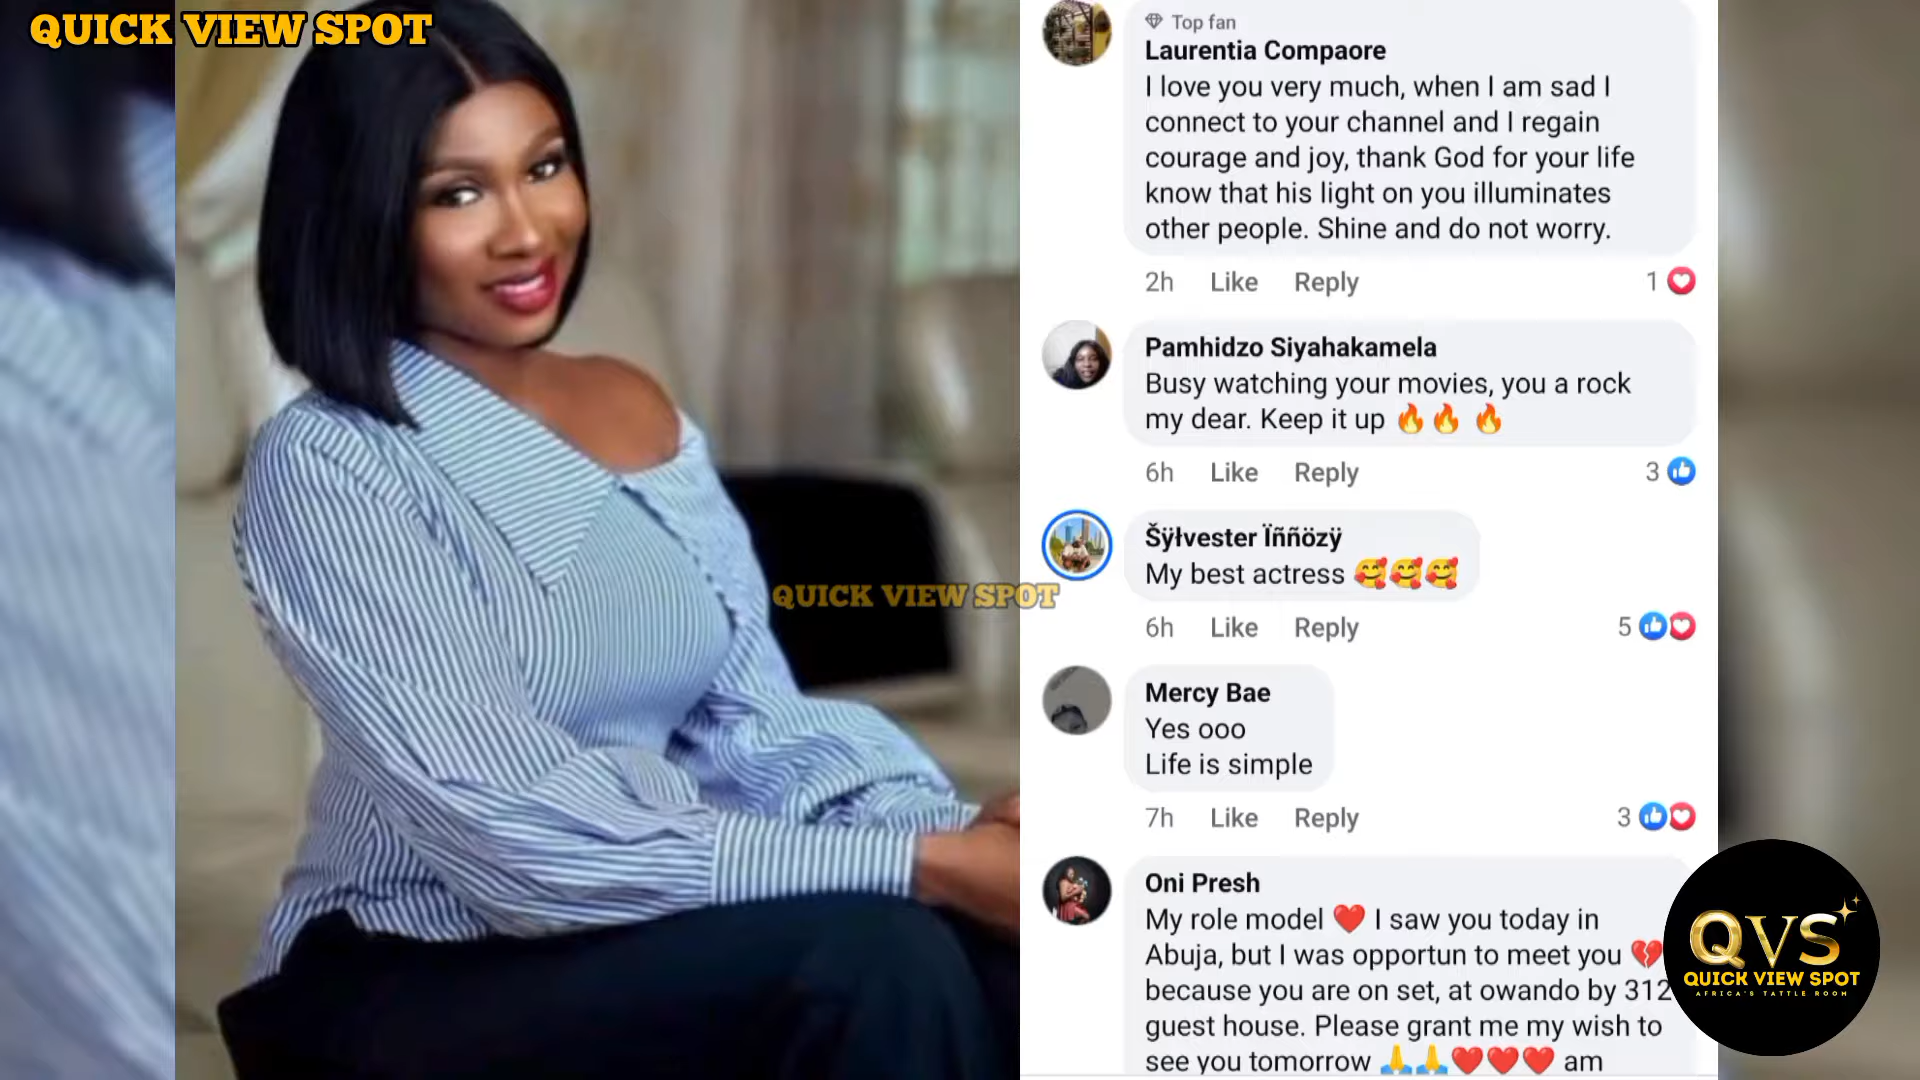 QUICK VIEW SPOT
Top fan
Laurentia Compaore
I love you very much, when I am sad I
connect to your channel and I regain
courage and joy, thank God for your life
know that his light on you illuminates
other people. Shine and do not worry.
2h Like Reply 1
Pamhidzo Siyahakamela
Busy watching your movies, you a rock
my dear. Keep it up 🔥🔥 🔥
6h Like Reply 3
Šÿłvester Ïññözÿ
My best actress 🥰🥰🥰
QUICK VIEW SPOT
6h Like Reply 5
Mercy Bae
Yes ooo
Life is simple
7h Like Reply 3
Oni Presh
My role model ❤️ I saw you today in
Abuja, but I was opportun to meet you 💔
because you are on set, at owando by 312
guest house. Please grant me my wish to
see you tomorrow 🙏🙏❤️❤️❤️ am
QVS
QUICK VIEW SPOT
AFRICA'S TATTLE ROOM